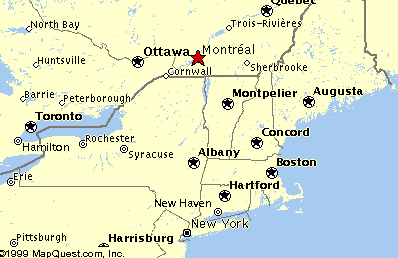 Québec
North Bay
Trois-Rivières
Ottawa
Montréal
Huntsville
Cornwall
Sherbrooke
Barrie
Peterborough
Montpelier
Augusta
Toronto
Hamilton
Rochester
Concord
Syracuse
Albany
Boston
Erie
Hartford
New Haven
New York
Pittsburgh
Harrisburg
©1999 MapQuest.com, Inc.